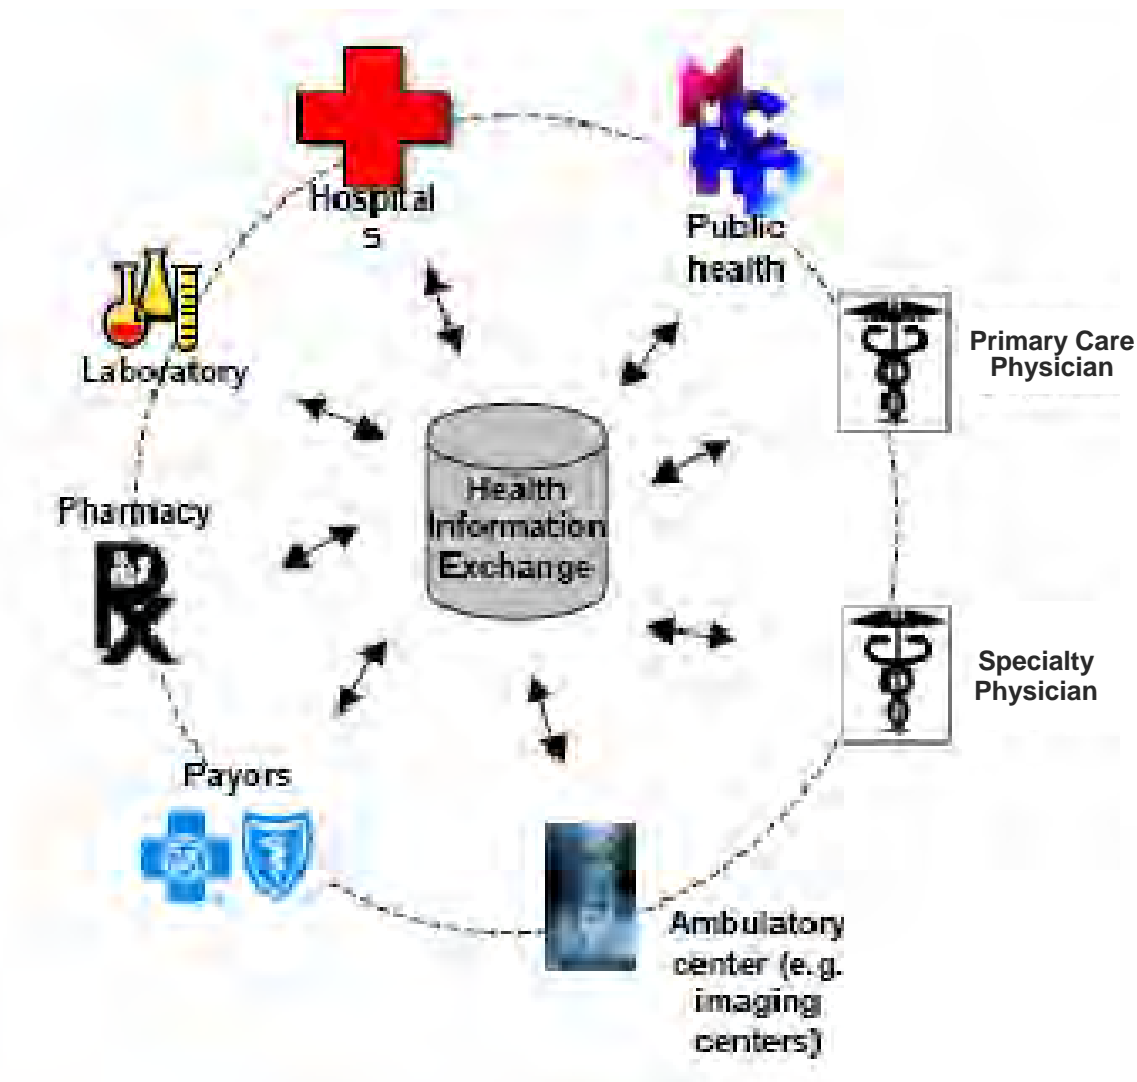 Hospital
s
Public
health
Primary Care
Physician
Laboratory
Health
Information
Exchange
Pharmacy
Specialty
Physician
Payors
Ambulatory
center (e.g.
imaging
centers)